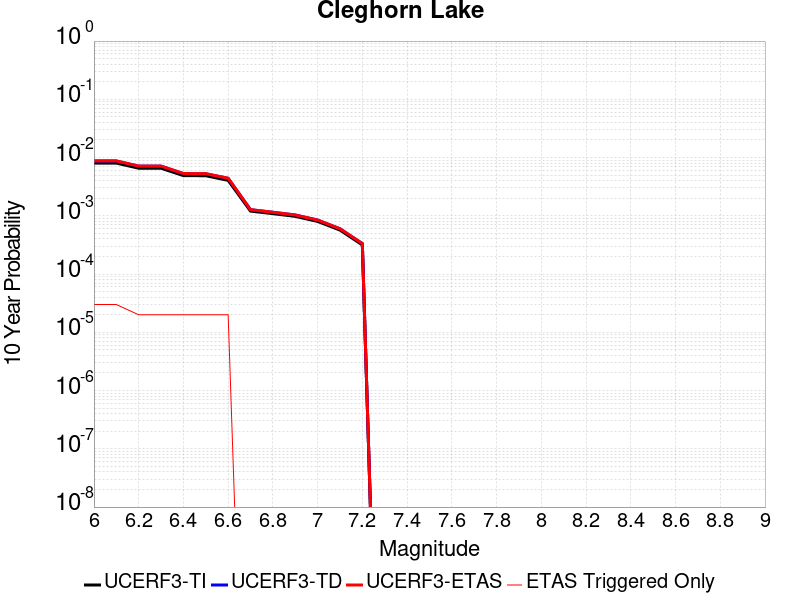 Cleghorn Lake
10 Year Probability
10^0
10^-1
10^-2
10^-3
10^-4
10^-5
10^-6
10^-7
10^-8
6 6.2 6.4 6.6 6.8 7 7.2 7.4 7.6 7.8 8 8.2 8.4 8.6 8.8 9
Magnitude
UCERF3-TI UCERF3-TD UCERF3-ETAS ETAS Triggered Only